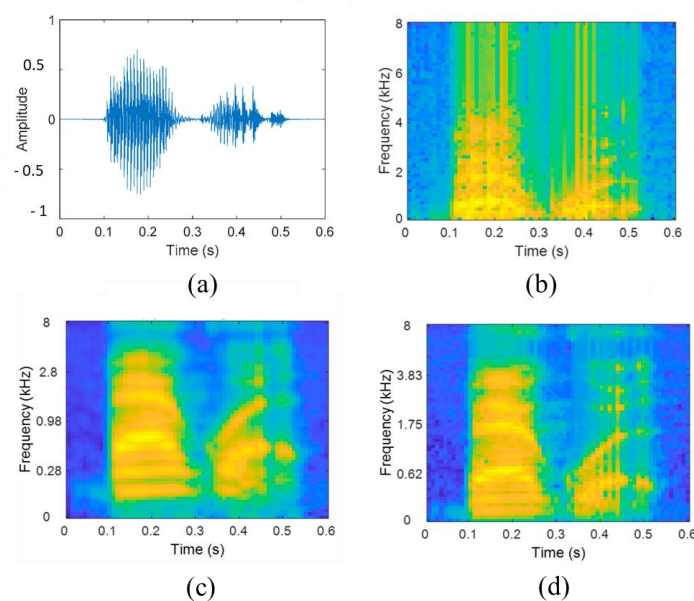 1
0.5
0
- 0.5
- 1
Amplitude
0 0.1 0.2 0.3 0.4 0.5 0.6
Time (s)
(a)
8
6
4
2
0
Frequency (kHz)
0 0.1 0.2 0.3 0.4 0.5 0.6
Time (s)
(b)
8
2.8
0.98
0.28
0
Frequency (kHz)
0 0.1 0.2 0.3 0.4 0.5 0.6
Time (s)
(c)
8
3.83
1.75
0.62
0
Frequency (kHz)
0 0.1 0.2 0.3 0.4 0.5 0.6
Time (s)
(d)